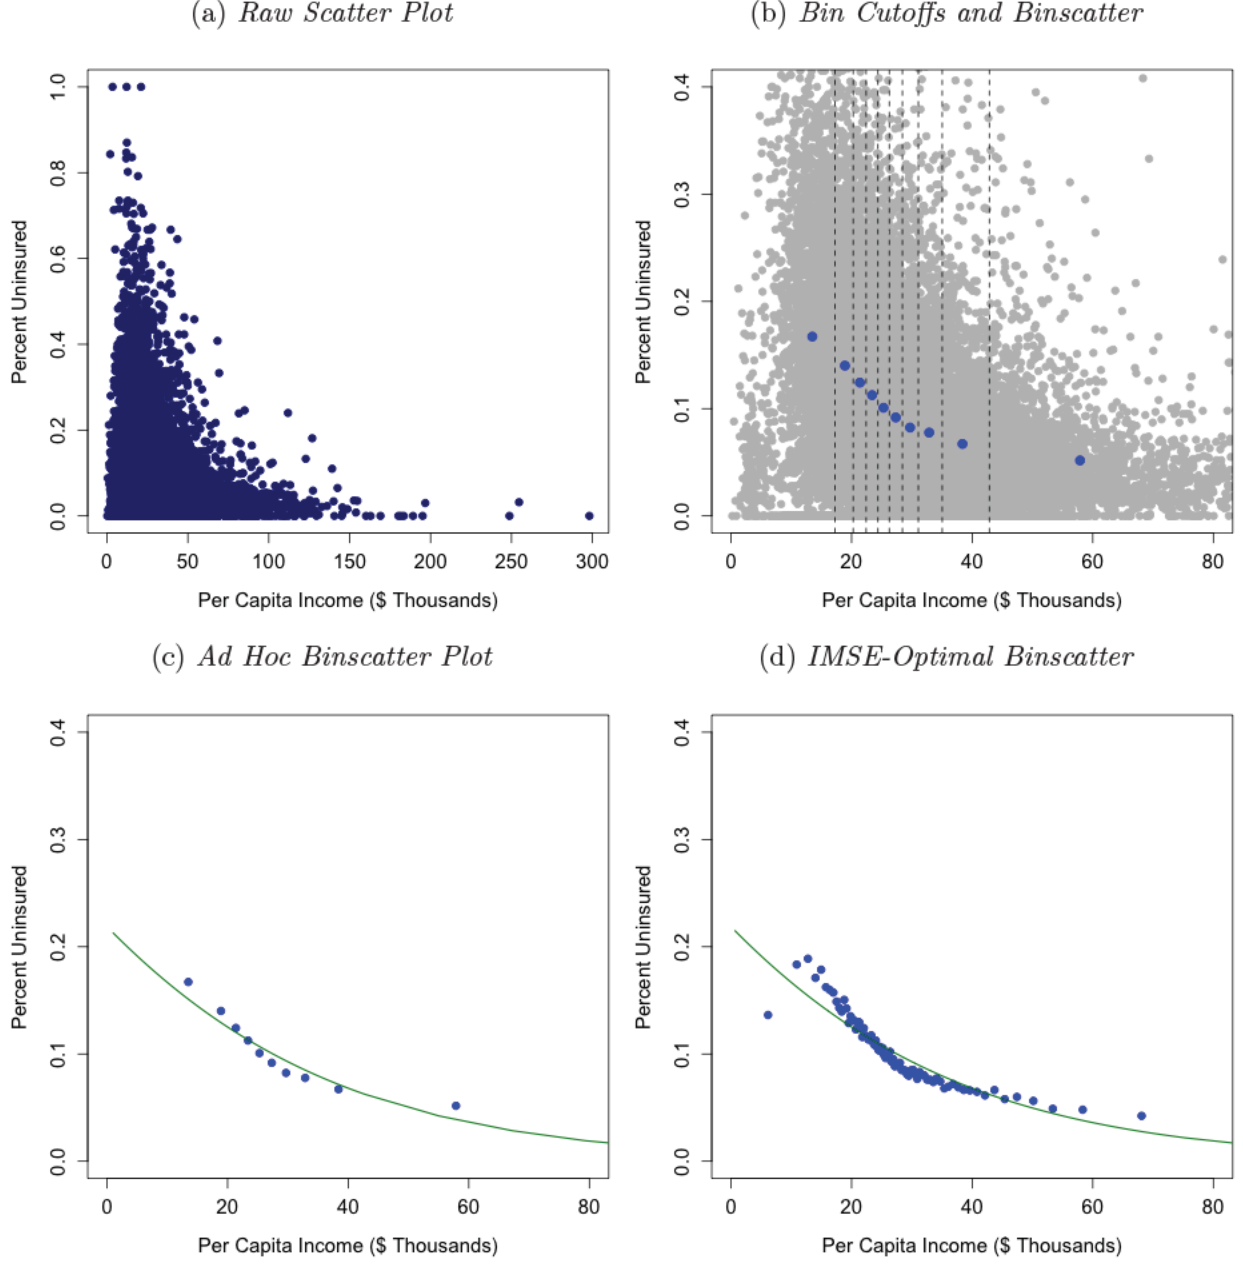 (a) Raw Scatter Plot
(b) Bin Cutoffs and Binscatter
Percent Uninsured
1.0
0.8
0.6
0.4
0.2
0.0
0 50 100 150 200 250 300
Per Capita Income ($ Thousands)
Percent Uninsured
0.4
0.3
0.2
0.1
0.0
0 20 40 60 80
Per Capita Income ($ Thousands)
(c) Ad Hoc Binscatter Plot
(d) IMSE-Optimal Binscatter
Percent Uninsured
0.4
0.3
0.2
0.1
0.0
0 20 40 60 80
Per Capita Income ($ Thousands)
Percent Uninsured
0.4
0.3
0.2
0.1
0.0
0 20 40 60 80
Per Capita Income ($ Thousands)